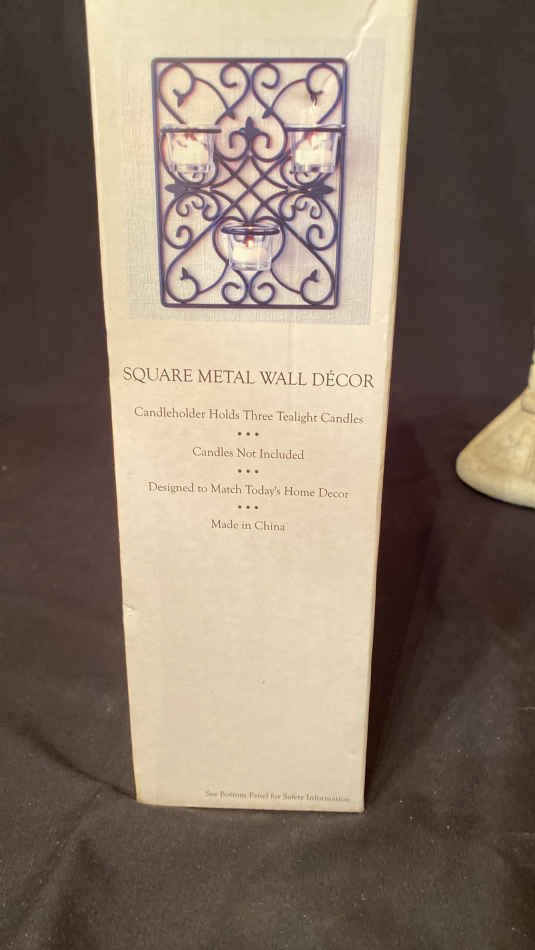 SQUARE METAL WALL DÉCOR
Candleholder Holds Three Tealight Candles
• • •
Candles Not Included
• • •
Designed to Match Today's Home Decor
• • •
Made in China
See Bottom Panel for Safety Information